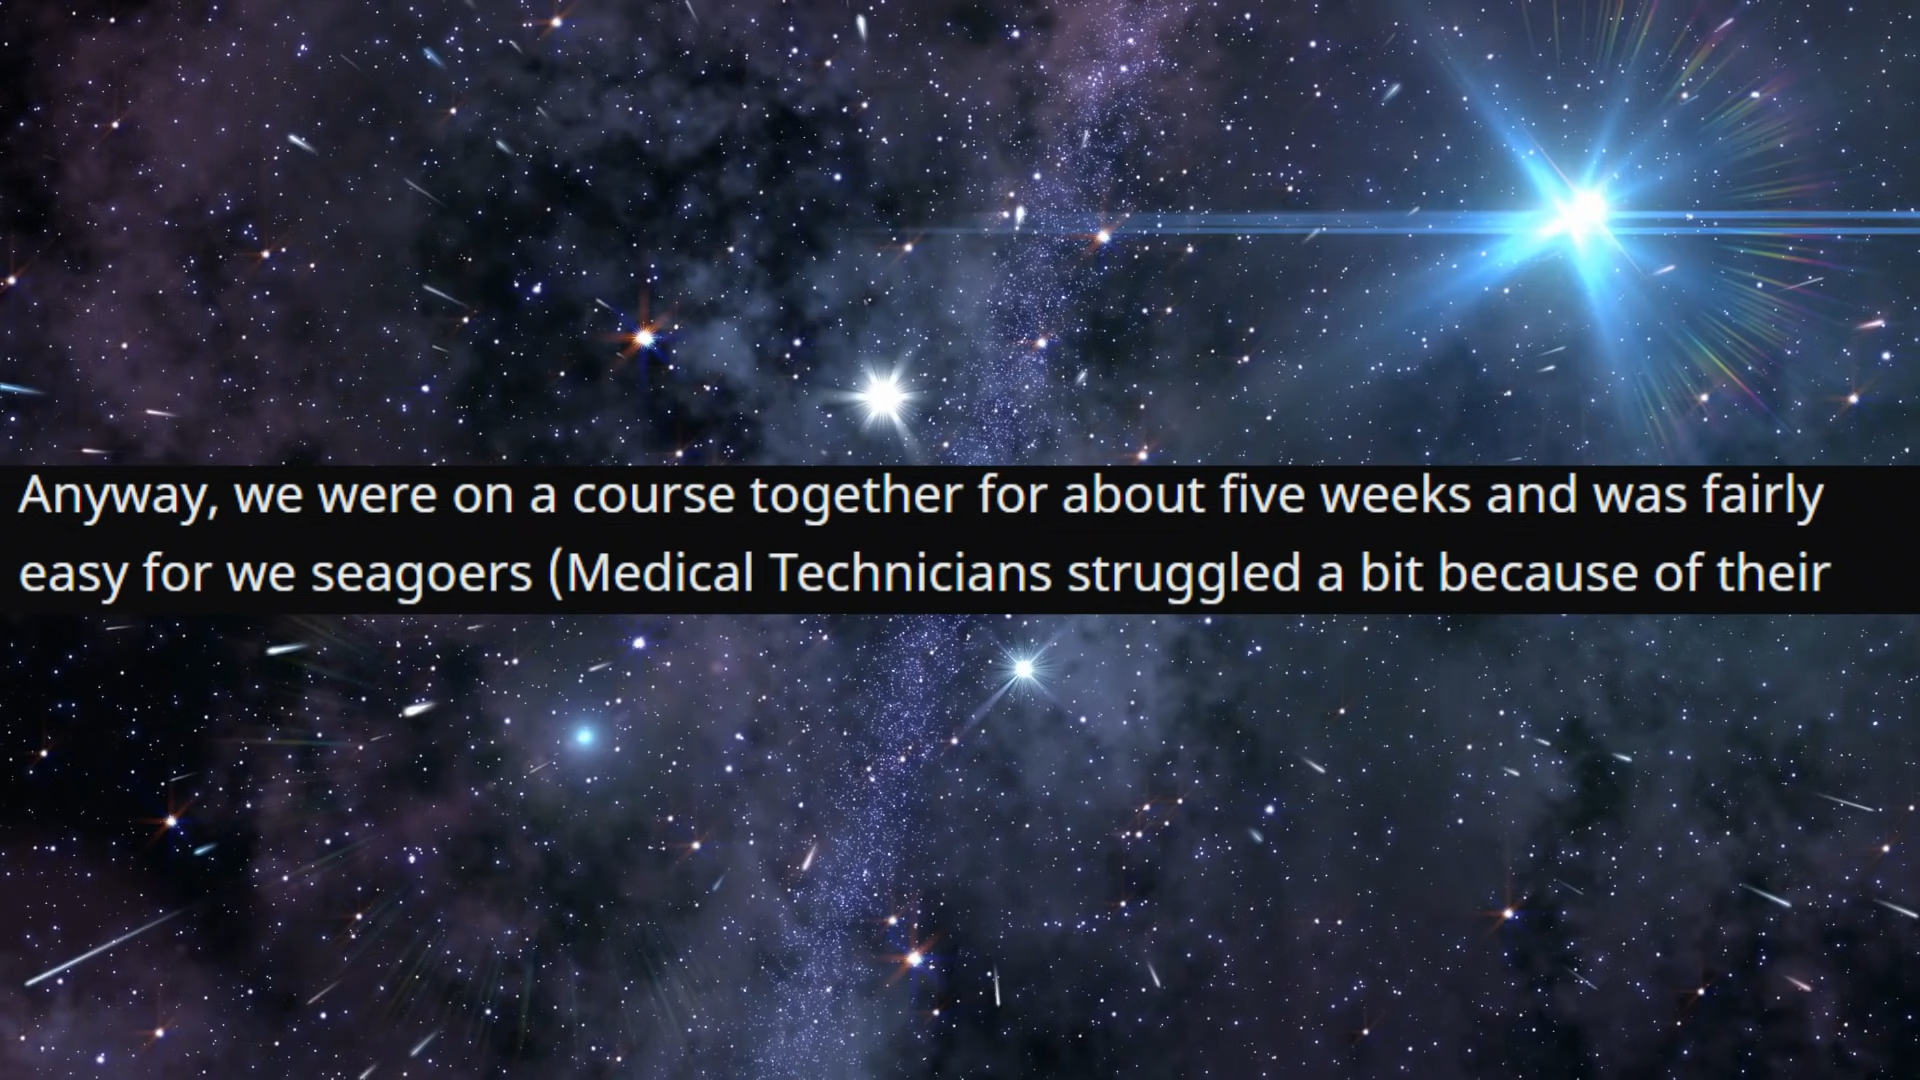 Anyway, we were on a course together for about five weeks and was fairly
easy for we seagoers (Medical Technicians struggled a bit because of their